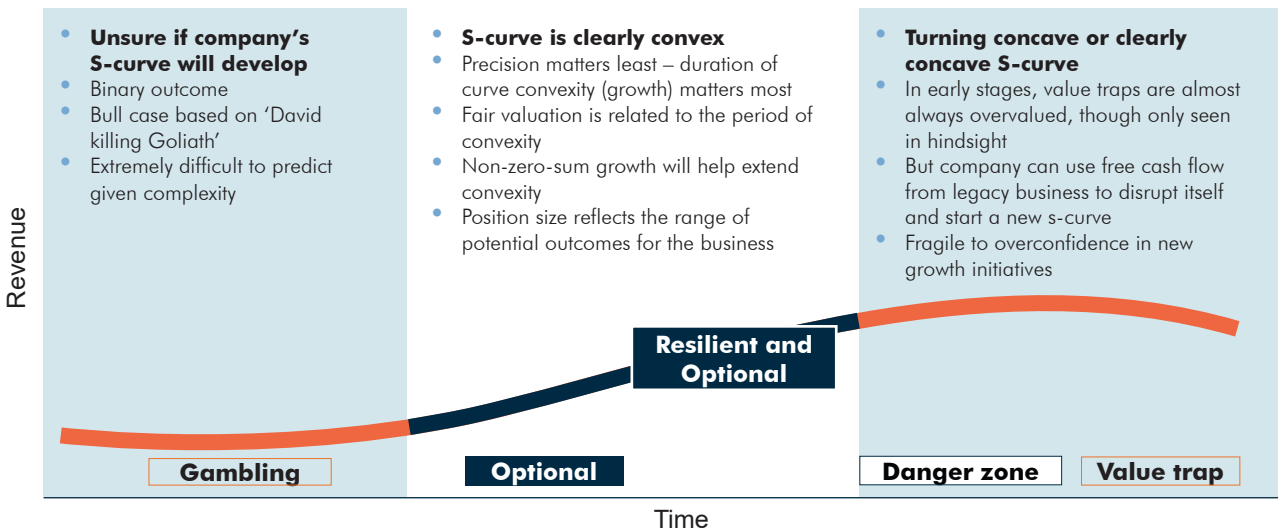 • Unsure if company's
S-curve will develop
• Binary outcome
• Bull case based on 'David
killing Goliath'
• Extremely difficult to predict
given complexity
• S-curve is clearly convex
• Precision matters least – duration of
curve convexity (growth) matters most
• Fair valuation is related to the period of
convexity
• Non-zero-sum growth will help extend
convexity
• Position size reflects the range of
potential outcomes for the business
• Turning concave or clearly
concave S-curve
• In early stages, value traps are almost
always overvalued, though only seen
in hindsight
• But company can use free cash flow
from legacy business to disrupt itself
and start a new s-curve
• Fragile to overconfidence in new
growth initiatives
Revenue
Resilient and
Optional
Gambling
Optional
Danger zone
Value trap
Time